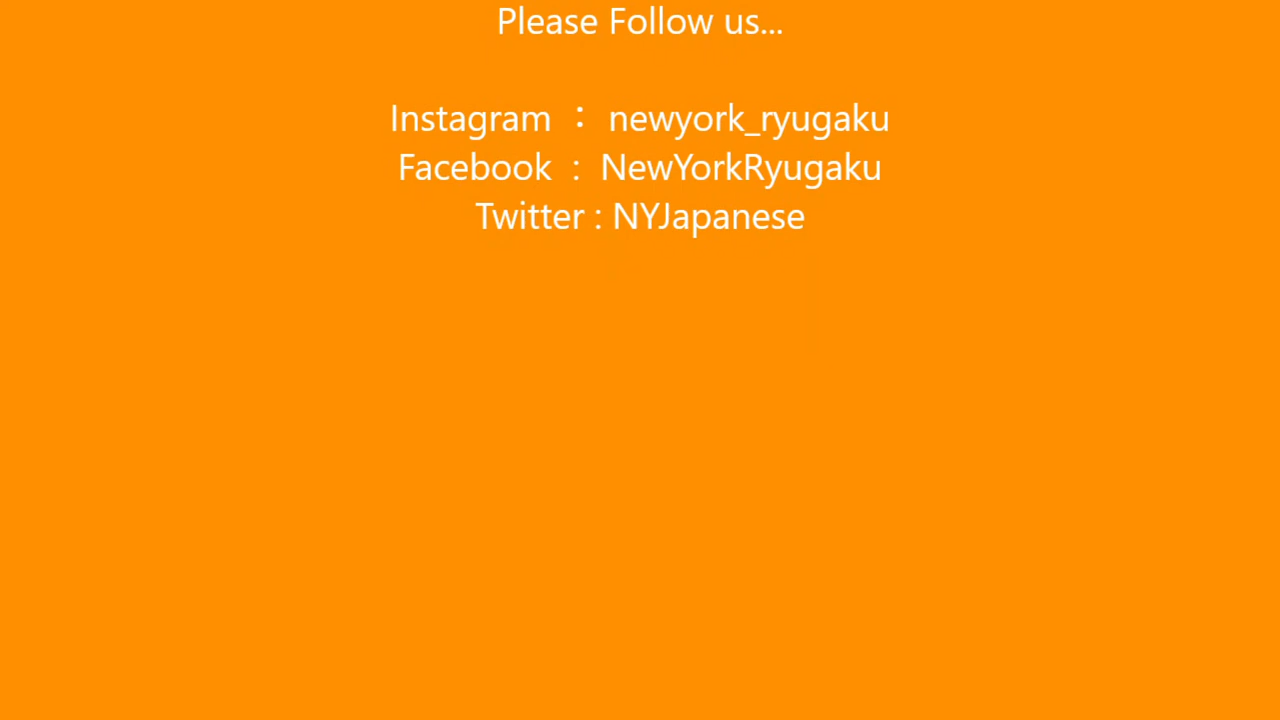 Please Follow us...
Instagram ： newyork_ryugaku
Facebook : NewYorkRyugaku
Twitter : NYJapanese